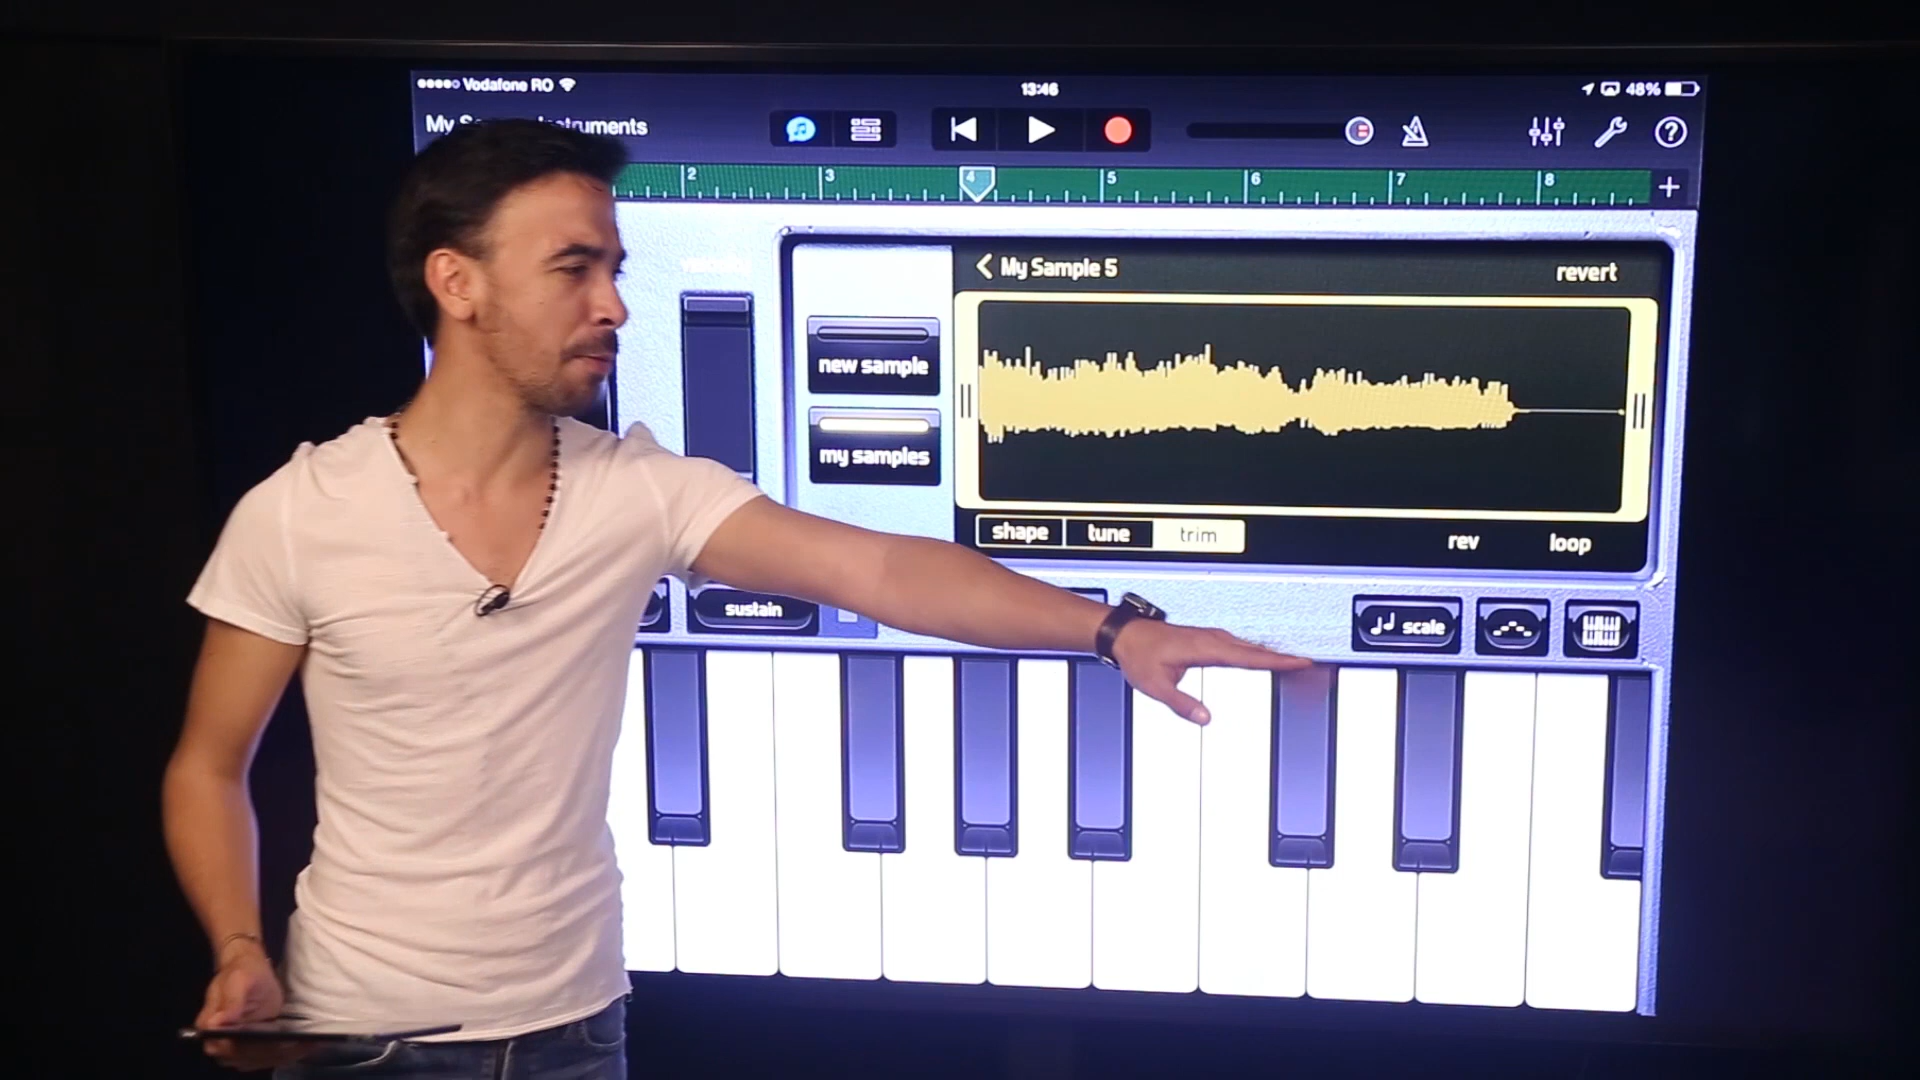 Vodafone RO
13:46
48%
My
2
3
4
5
6
7
8
+
My Sample 5
revert
new sample
my samples
shape
tune
trim
rev
loop
sustain
scale
?